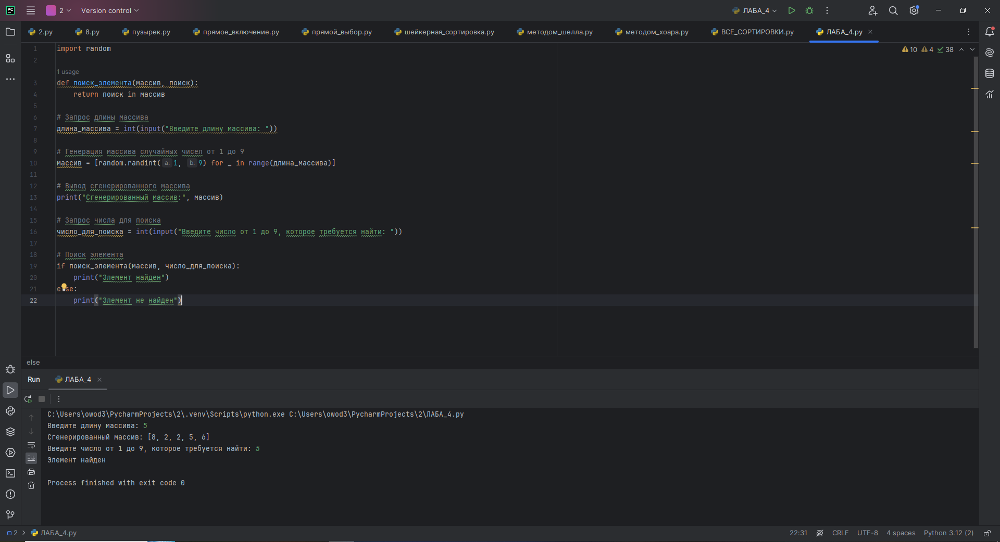 PC 2 Version control ЛАБА_4
2.py 8.py пузырек.py прямое_включение.py прямой_выбор.py шейкерная_сортировка.py методом_шелла.py методом_хоара.py ВСЕ_СОРТИРОВКИ.py ЛАБА_4.py
10 4 38
1 import random
2
1 usage
3 def поиск_элемента(массив, поиск):
4     return поиск in массив
5
6 # Запрос длины массива
7 длина_массива = int(input("Введите длину массива: "))
8
9 # Генерация массива случайных чисел от 1 до 9
10 массив = [random.randint(a: 1, b: 9) for _ in range(длина_массива)]
11
12 # Вывод сгенерированного массива
13 print("Сгенерированный массив:", массив)
14
15 # Запрос числа для поиска
16 число_для_поиска = int(input("Введите число от 1 до 9, которое требуется найти: "))
17
18 # Поиск элемента
19 if поиск_элемента(массив, число_для_поиска):
20     print("Элемент найден")
21 else:
22     print("Элемент не найден")
else
Run ЛАБА_4
C:\Users\owod3\PycharmProjects\2\.venv\Scripts\python.exe C:\Users\owod3\PycharmProjects\2\ЛАБА_4.py
Введите длину массива: 5
Сгенерированный массив: [8, 2, 2, 5, 6]
Введите число от 1 до 9, которое требуется найти: 5
Элемент найден
Process finished with exit code 0
2 ЛАБА_4.py 22:31 CRLF UTF-8 4 spaces Python 3.12 (2)